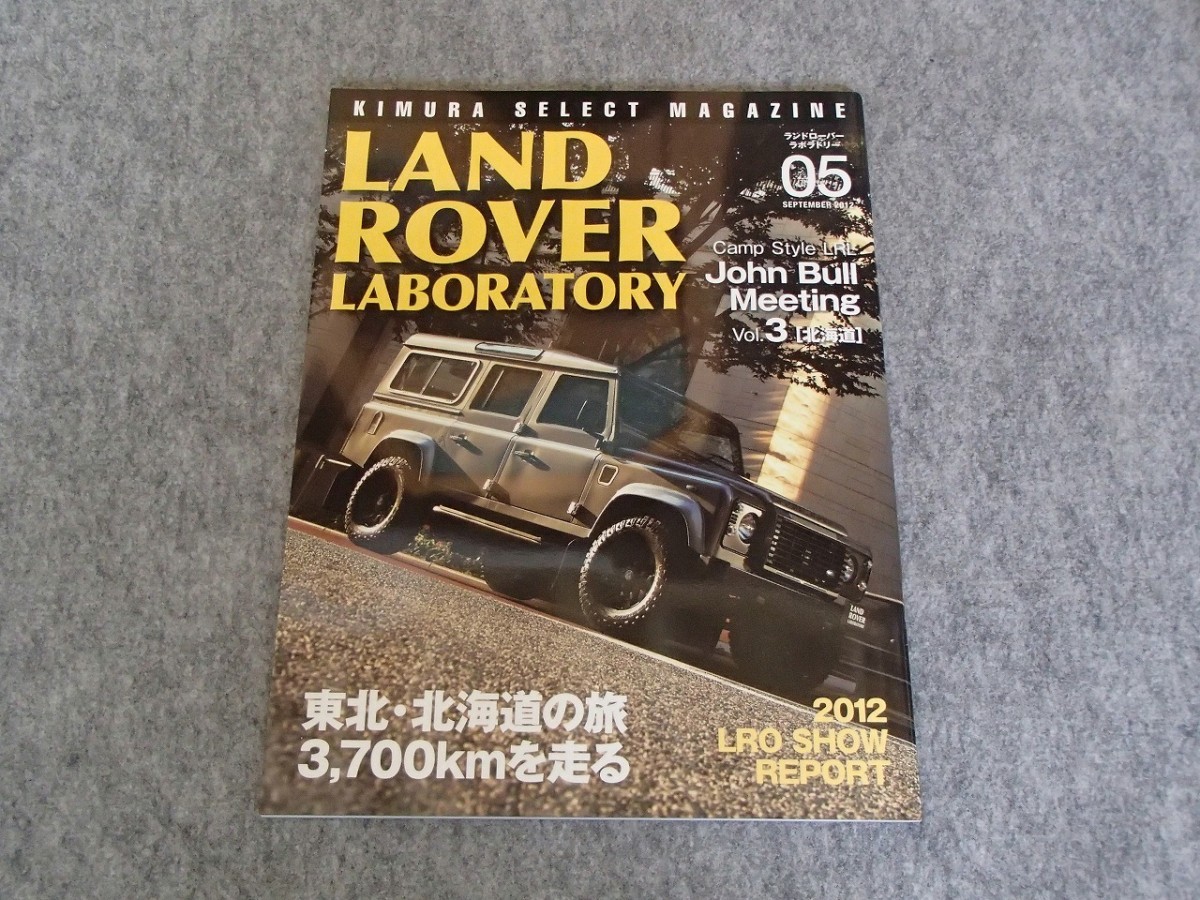 KIMURA SELECT MAGAZINE
LAND
ROVER
LABORATORY
ランドローバー
ラボラトリー
05
SEPTEMBER 2012
Camp Style LRL
John Bull
Meeting
Vol.3 [北海道]
LAND
ROVER
東北・北海道の旅
3,700kmを走る
2012
LRO SHOW
REPORT